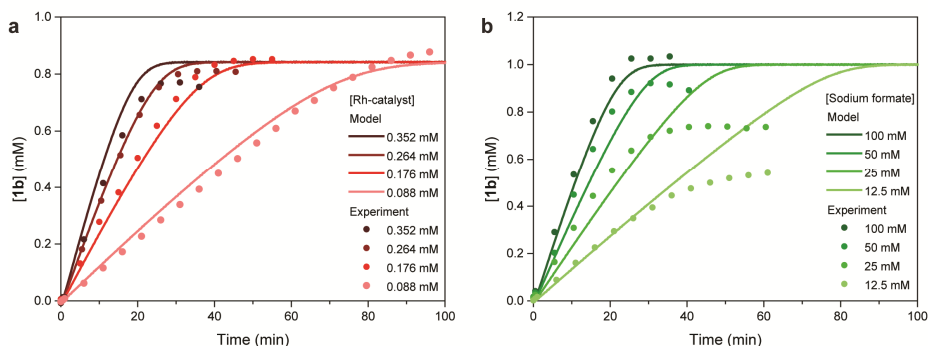 a
[1b] (mM)
1.0
0.8
0.6
0.4
0.2
0.0
0 20 40 60 80 100
Time (min)
[Rh-catalyst]
Model
0.352 mM
0.264 mM
0.176 mM
0.088 mM
Experiment
0.352 mM
0.264 mM
0.176 mM
0.088 mM
b
[1b] (mM)
1.2
1.0
0.8
0.6
0.4
0.2
0.0
0 20 40 60 80 100
Time (min)
[Sodium formate]
Model
100 mM
50 mM
25 mM
12.5 mM
Experiment
100 mM
50 mM
25 mM
12.5 mM